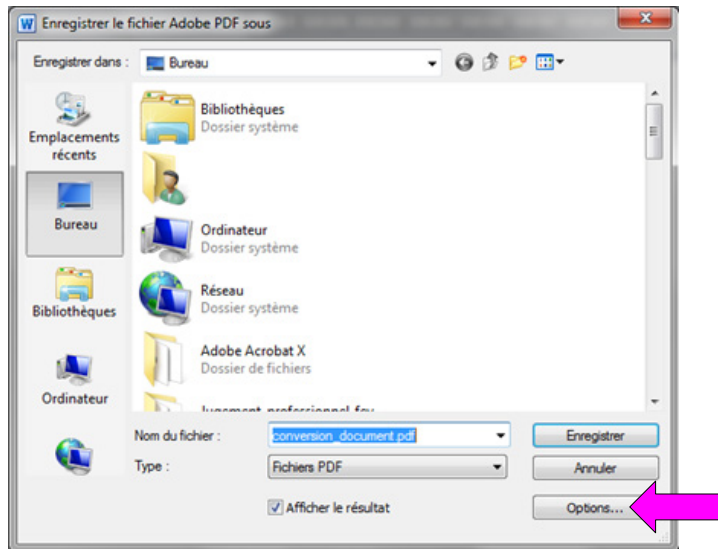 Enregistrer le fichier Adobe PDF sous
Enregistrer dans :
Bureau
Emplacements
récents
Bureau
Bibliothèques
Ordinateur
Bibliothèques
Dossier système
Ordinateur
Dossier système
Réseau
Dossier système
Adobe Acrobat X
Dossier de fichiers
Jugement_professionnel_fev
Nom du fichier :
conversion_document.pdf
Enregistrer
Type :
Fichiers PDF
Annuler
Afficher le résultat
Options...